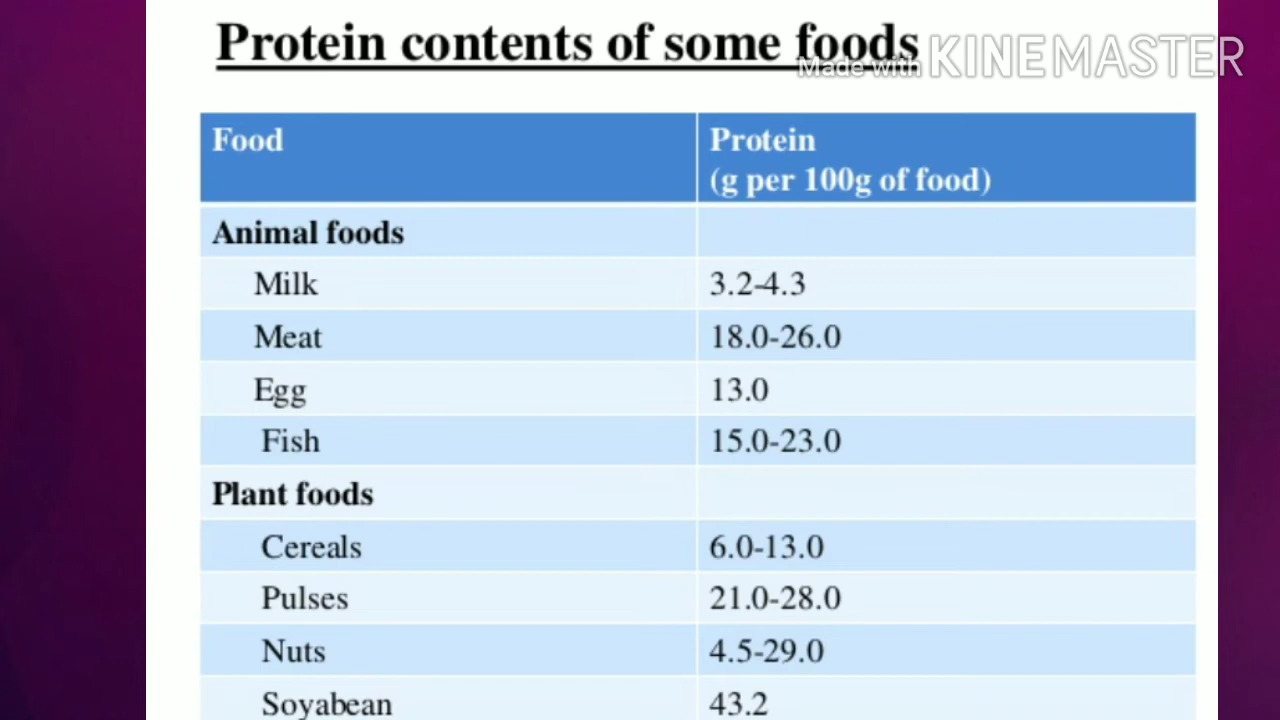 Protein contents of some foods
Made with KINEMASTER
Food Protein
(g per 100g of food)
Animal foods
Milk 3.2-4.3
Meat 18.0-26.0
Egg 13.0
Fish 15.0-23.0
Plant foods
Cereals 6.0-13.0
Pulses 21.0-28.0
Nuts 4.5-29.0
Soyabean 43.2